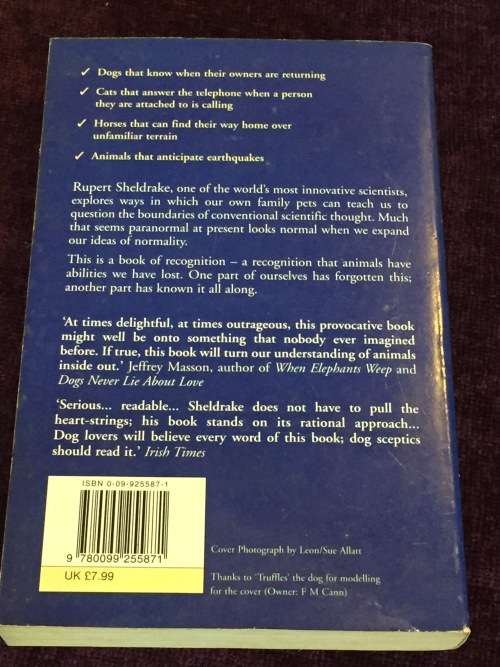 ✓ Dogs that know when their owners are returning
✓ Cats that answer the telephone when a person
they are attached to is calling
✓ Horses that can find their way home over
unfamiliar terrain
✓ Animals that anticipate earthquakes
Rupert Sheldrake, one of the world's most innovative scientists,
explores ways in which our own family pets can teach us to
question the boundaries of conventional scientific thought. Much
that seems paranormal at present looks normal when we expand
our ideas of normality.
This is a book of recognition – a recognition that animals have
abilities we have lost. One part of ourselves has forgotten this;
another part has known it all along.
'At times delightful, at times outrageous, this provocative book
might well be onto something that nobody ever imagined
before. If true, this book will turn our understanding of animals
inside out.' Jeffrey Masson, author of When Elephants Weep and
Dogs Never Lie About Love
'Serious... readable... Sheldrake does not have to pull the
heart-strings; his book stands on its rational approach...
Dog lovers will believe every word of this book; dog sceptics
should read it.' Irish Times
ISBN 0-09-925587-1
9 780099 255871
UK £7.99
Cover Photograph by Leon/Sue Allatt
Thanks to 'Truffles' the dog for modelling
for the cover (Owner: F M Cann)